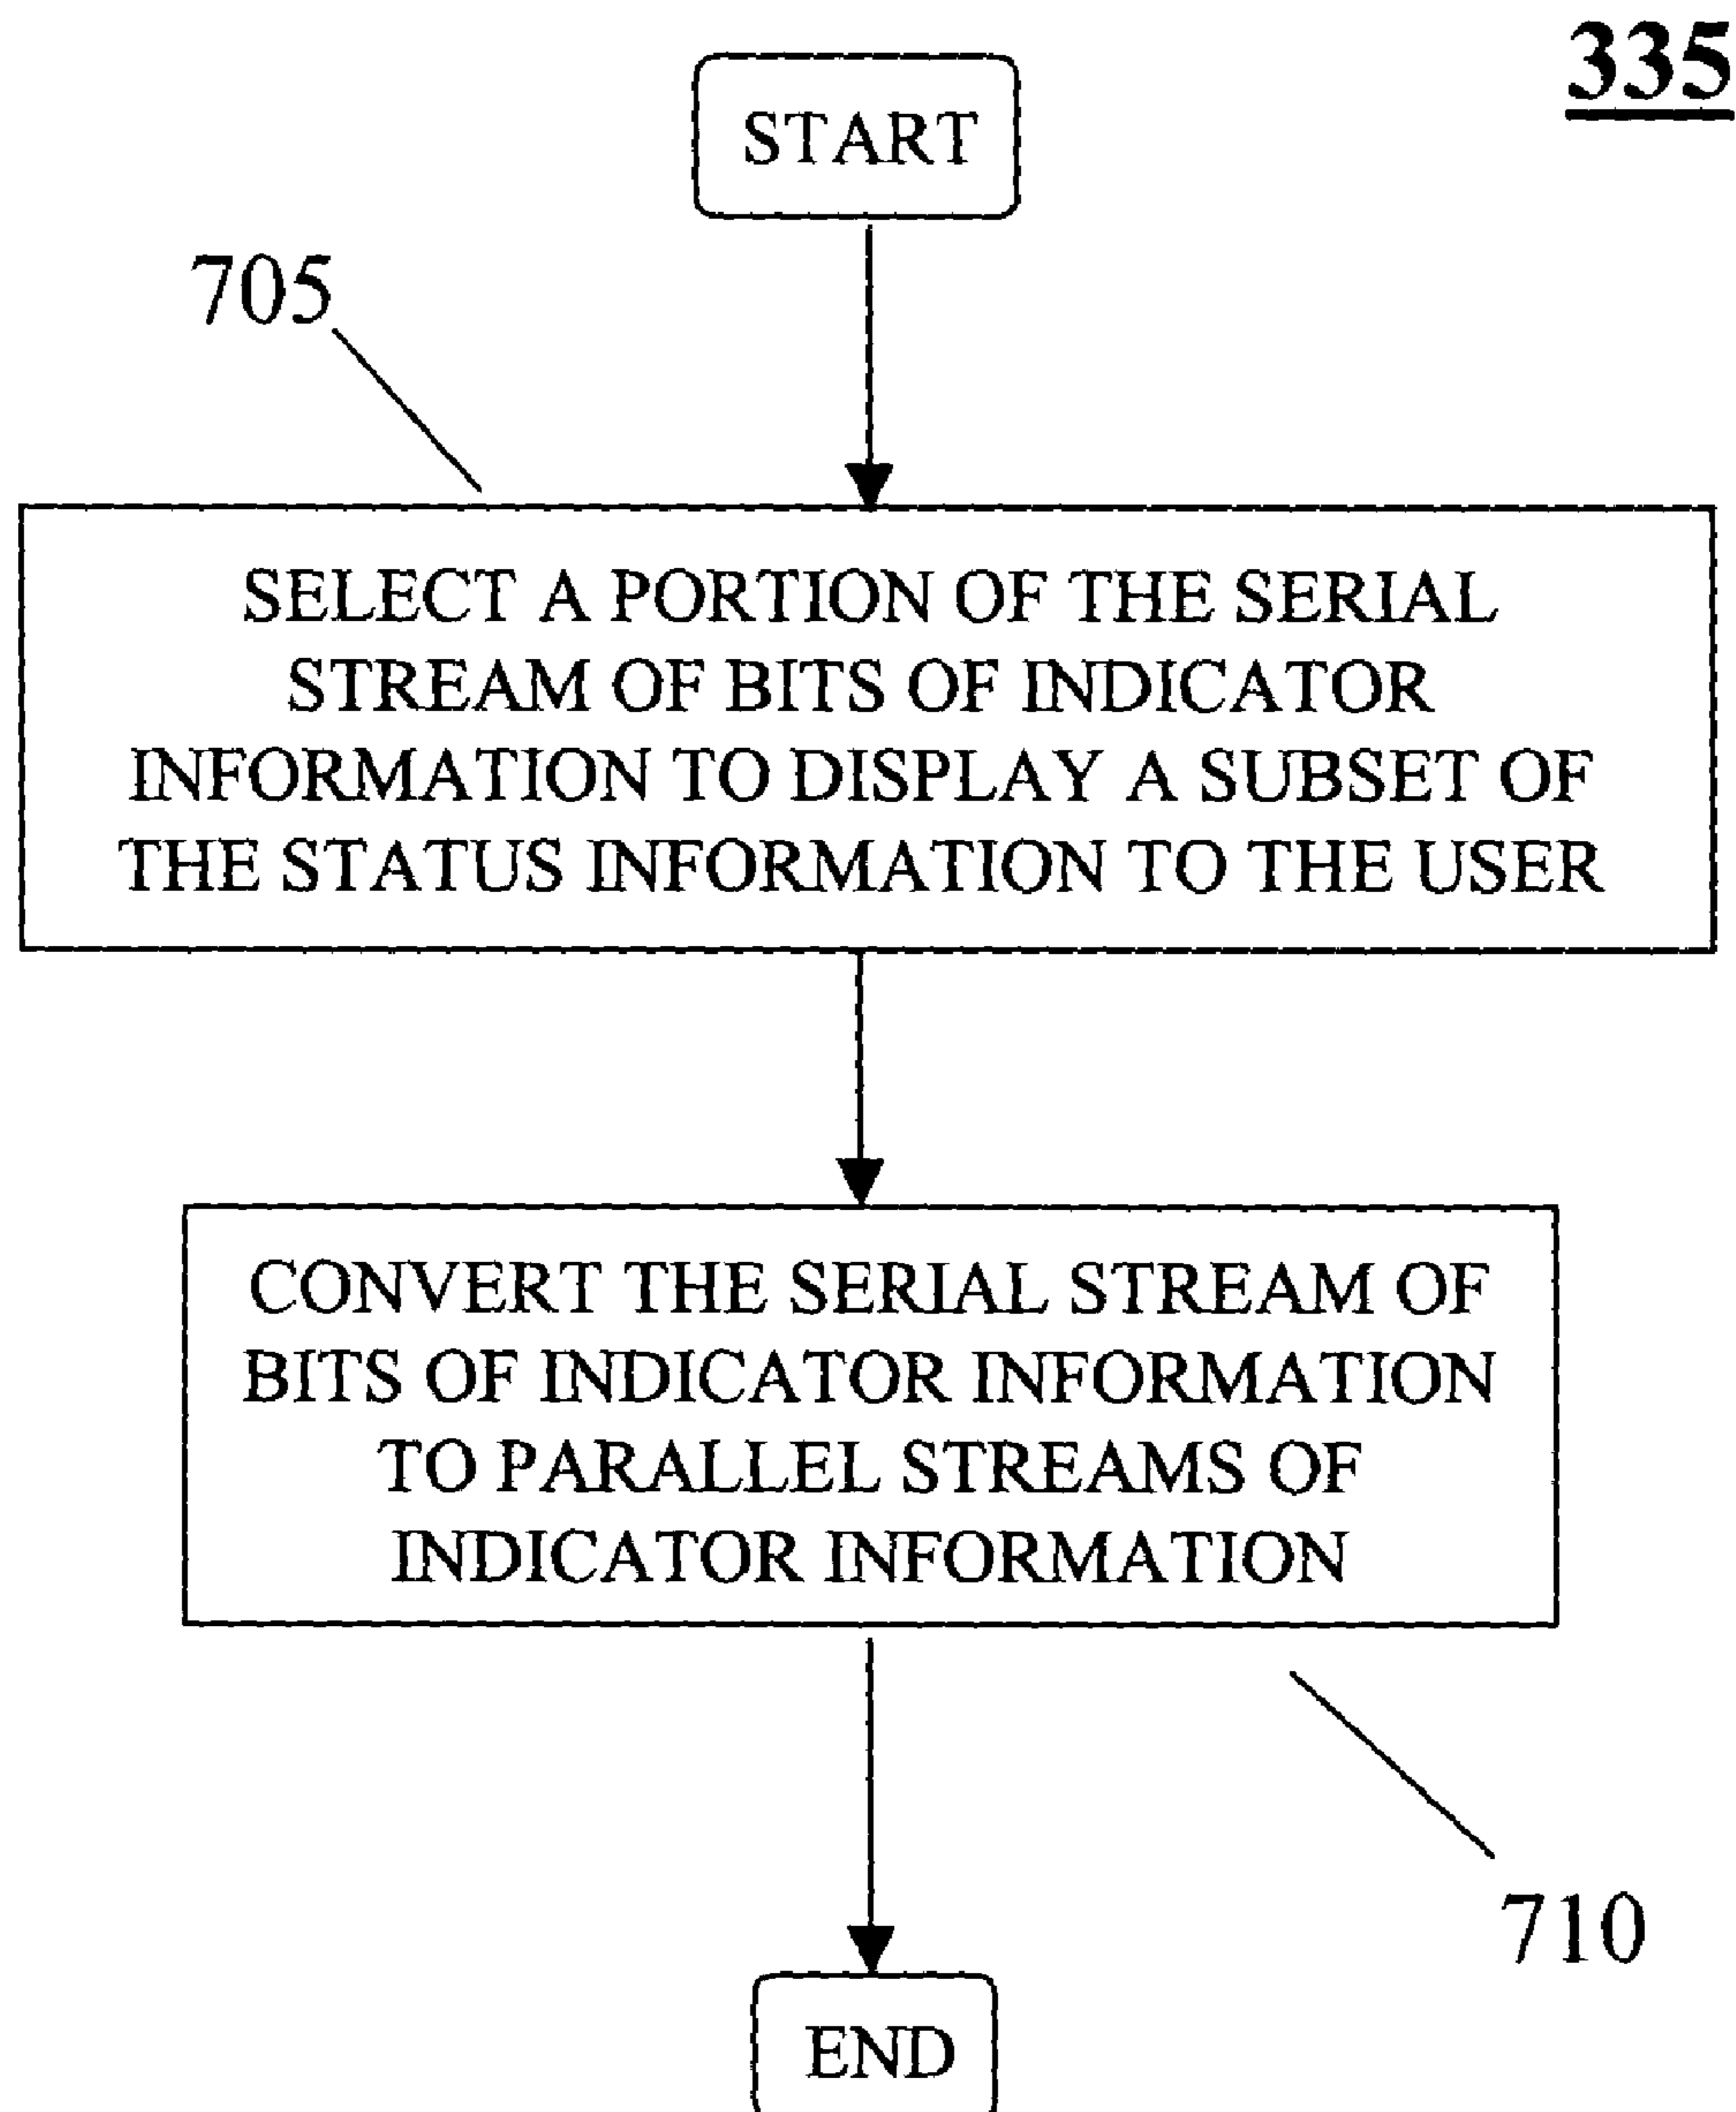 335
START
705
SELECT A PORTION OF THE SERIAL
STREAM OF BITS OF INDICATOR
INFORMATION TO DISPLAY A SUBSET OF
THE STATUS INFORMATION TO THE USER
CONVERT THE SERIAL STREAM OF
BITS OF INDICATOR INFORMATION
TO PARALLEL STREAMS OF
INDICATOR INFORMATION
710
END